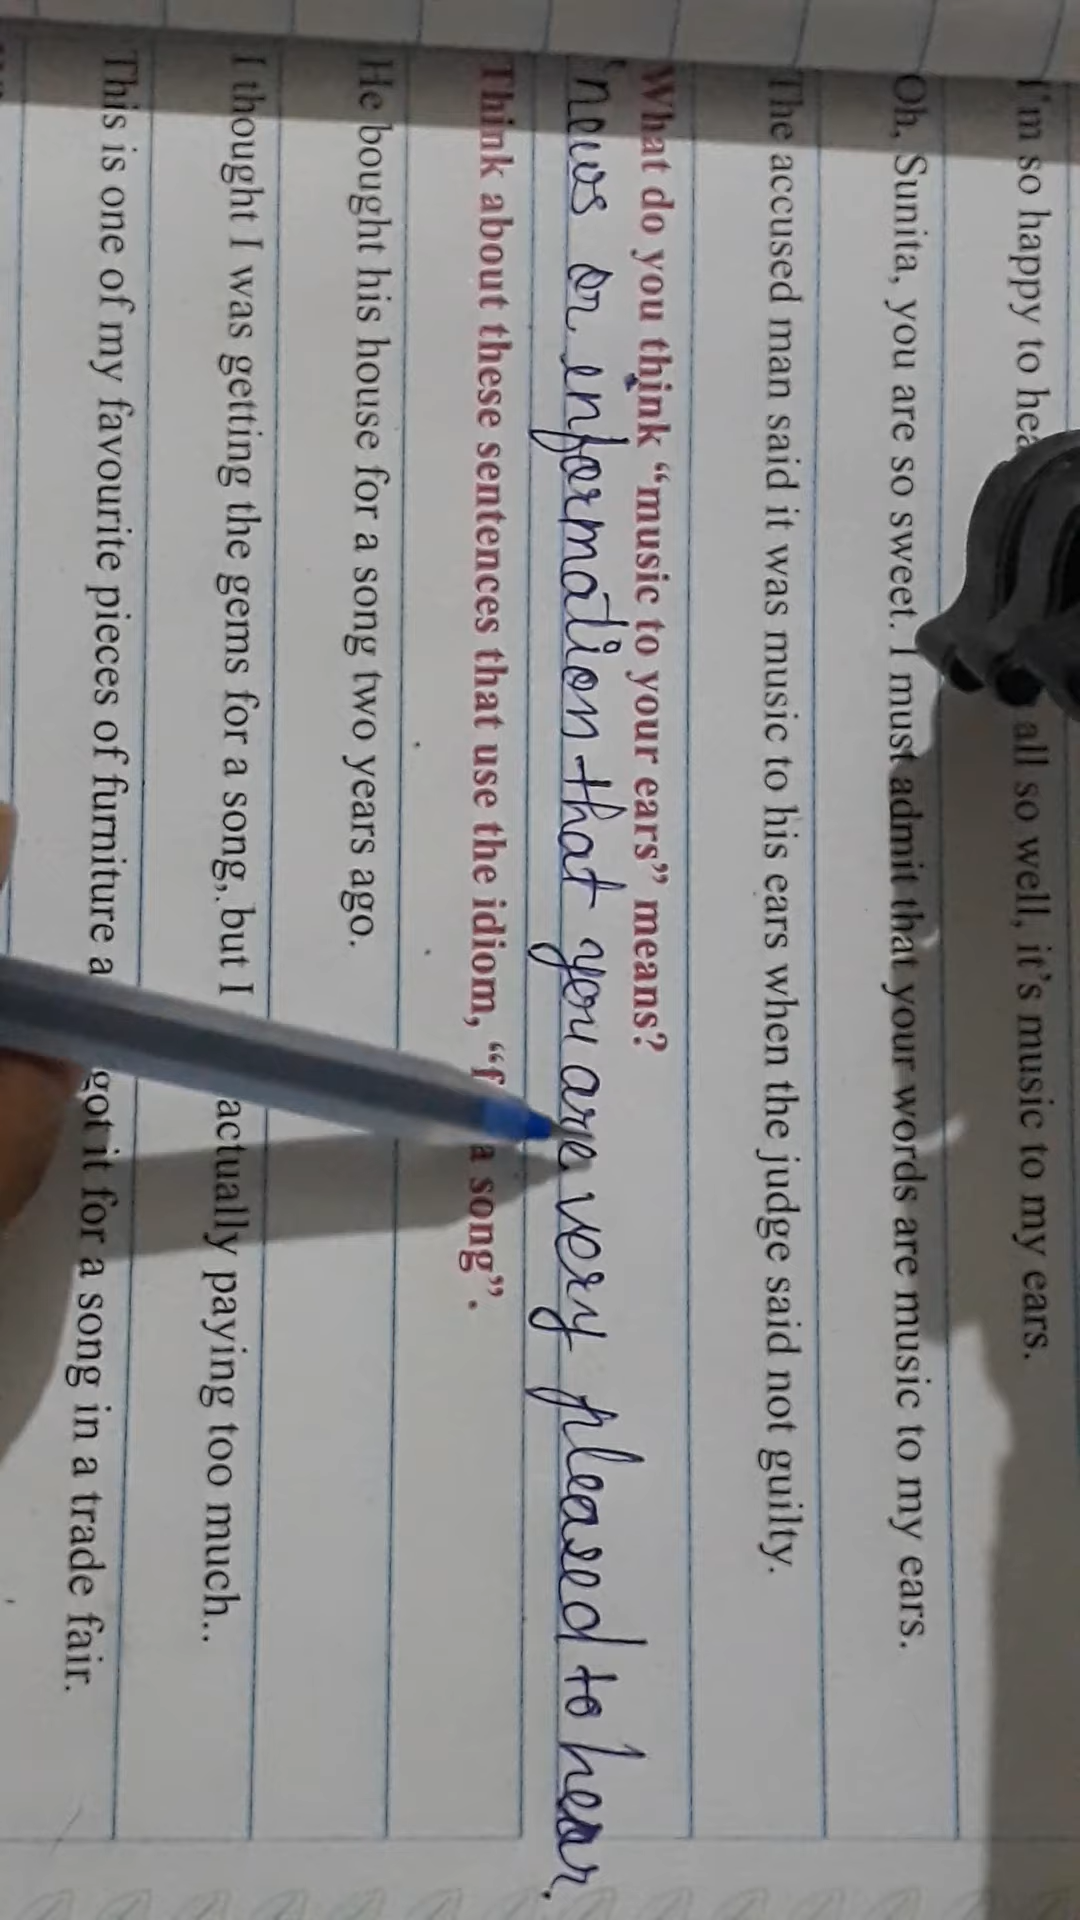 I'm so happy to hea all so well, it's music to my ears.
Oh, Sunita, you are so sweet. I must admit that your words are music to my ears.
The accused man said it was music to his ears when the judge said not guilty.
What do you think “music to your ears” means?
news or information that you are very pleased to hear.
Think about these sentences that use the idiom, “f a song”.
He bought his house for a song two years ago.
I thought I was getting the gems for a song, but I actually paying too much..
This is one of my favourite pieces of furniture a got it for a song in a trade fair.